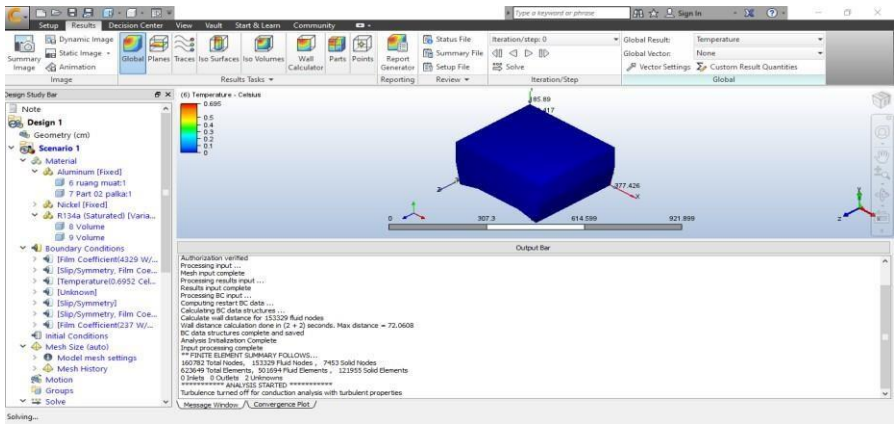 Type a keyword or phrase
Sign In
Setup Results Decision Center View Vault Start & Learn Community
Summary Image
Dynamic Image
Static Image
Animation
Image
Global Planes Traces Iso Surfaces Iso Volumes Wall Calculator Parts Points
Results Tasks
Report Generator
Reporting
Status File
Summary File
Setup File
Review
Iteration/Step: 0
Solve
Iteration/Step
Global Result: Temperature
Global Vector: None
Vector Settings Custom Result Quantities
Global
Design Study Bar
Note
Design 1
Geometry (cm)
Scenario 1
Material
Aluminum [Fixed]
6 ruang muat:1
7 Part 02 palka:1
Nickel [Fixed]
R134a (Saturated) [Varia...
8 Volume
9 Volume
Boundary Conditions
[Film Coefficient(4329 W/...
[Slip/Symmetry, Film Coe...
[Temperature(0.6952 Cel...
[Unknown]
[Slip/Symmetry]
[Slip/Symmetry, Film Coe...
[Film Coefficient(237 W/...
Initial Conditions
Mesh Size (auto)
Model mesh settings
Mesh History
Motion
Groups
Solve
Solving...
(6) Temperature - Celsius
0.695
0.5
0.4
0.3
0.2
0.1
0
377.426
X
Z
0 307.3 614.599 921.899
Z
Output Bar
Authorization verified
Processing input ...
Mesh input complete
Processing results input ...
Results input complete
Processing BC input ...
Computing restart BC data ...
Calculating BC data structures ...
Calculate wall distance for 153329 fluid nodes
Wall distance calculation done in (2 + 2) seconds. Max distance = 72.0608
BC data structures complete and saved
Analysis Initialization Complete
Input processing complete
** FINITE ELEMENT SUMMARY FOLLOWS...
160782 Total Nodes, 153329 Fluid Nodes , 7453 Solid Nodes
623649 Total Elements, 501694 Fluid Elements , 121955 Solid Elements
0 Inlets 0 Outlets 2 Unknowns
*********** ANALYSIS STARTED ***********
Turbulence turned off for conduction analysis with turbulent properties
Message Window Convergence Plot